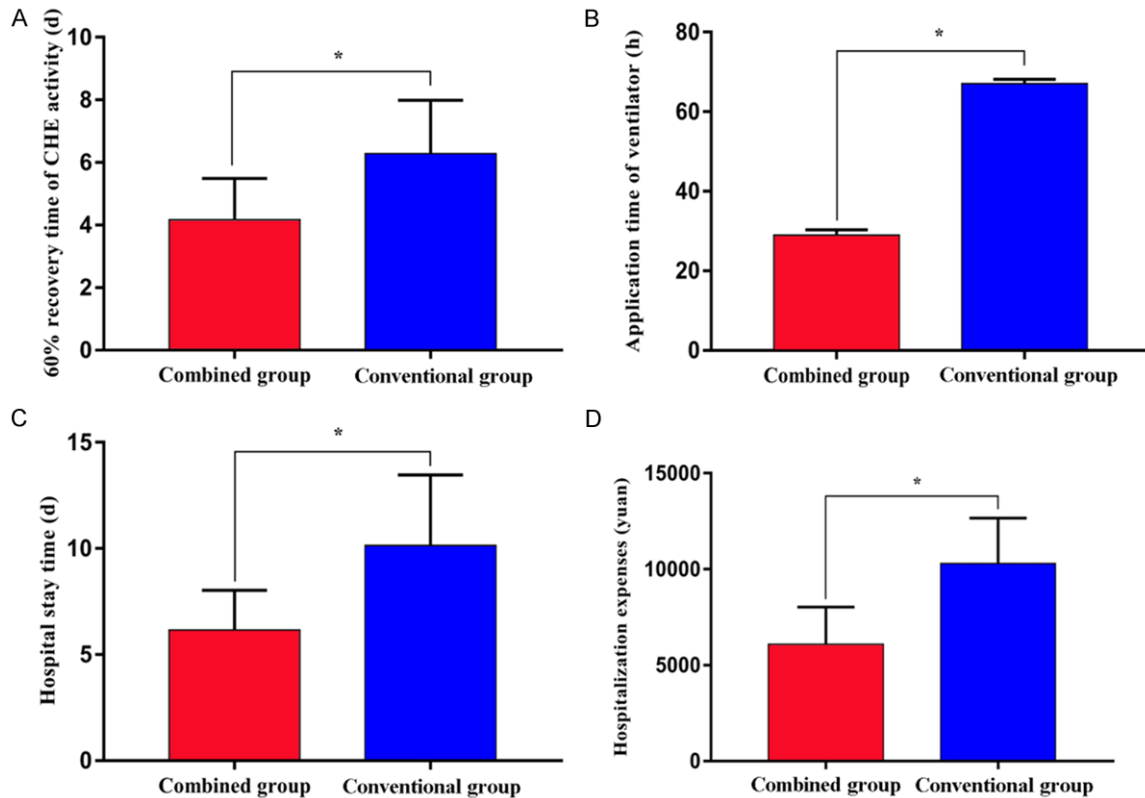 A
60% recovery time of CHE activity (d)
10
8
6
4
2
0
*
Combined group
Conventional group
B
Application time of ventilator (h)
80
60
40
20
0
*
Combined group
Conventional group
C
Hospital stay time (d)
15
10
5
0
*
Combined group
Conventional group
D
Hospitalization expenses (yuan)
15000
10000
5000
0
*
Combined group
Conventional group